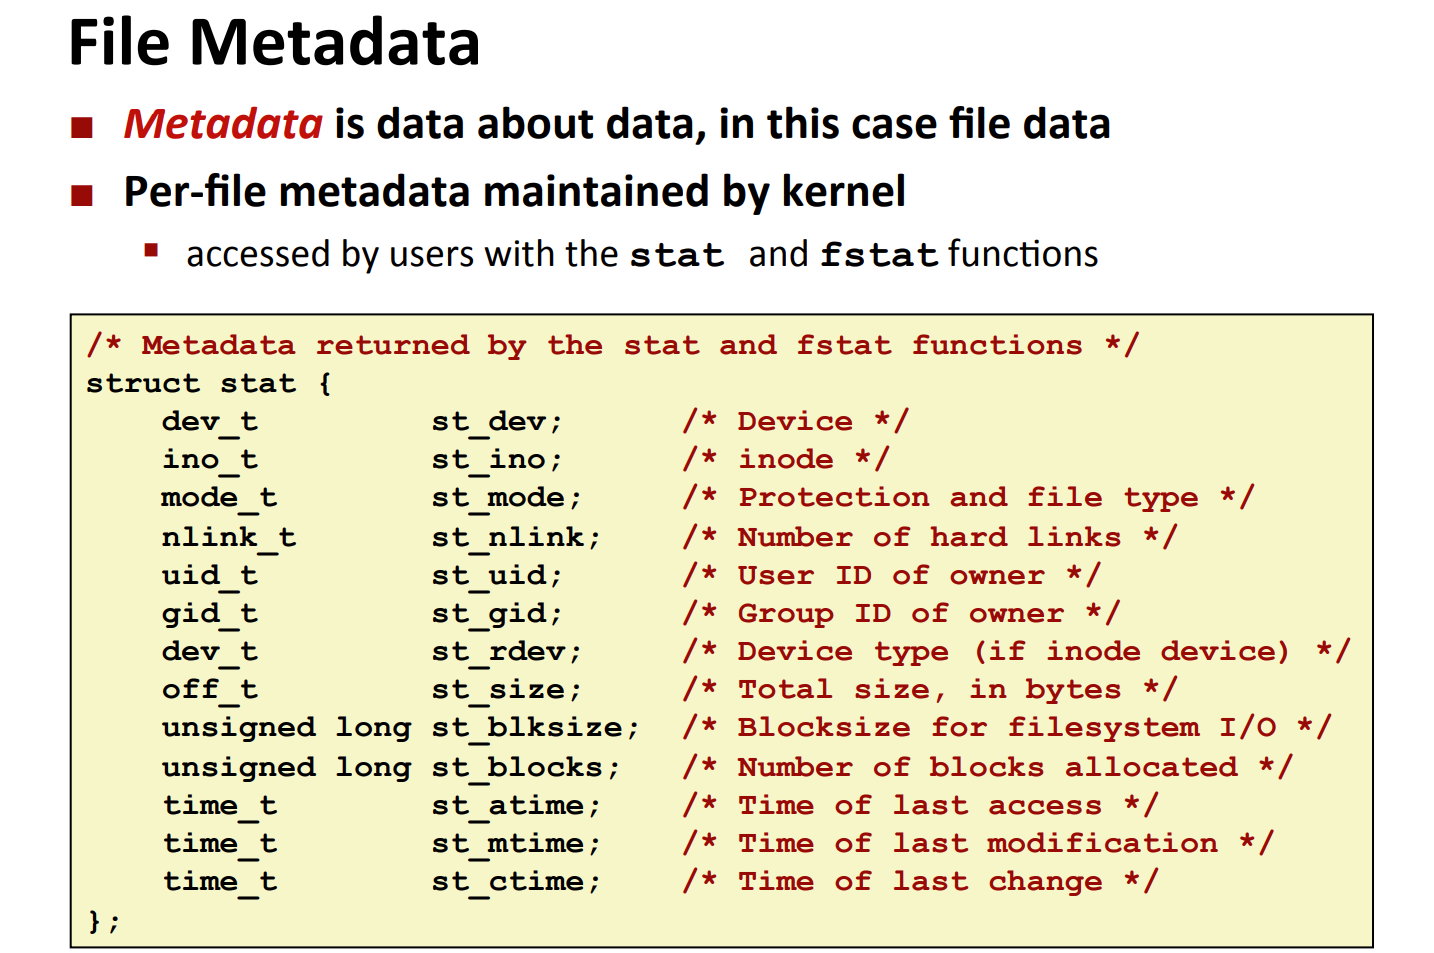 File Metadata
Metadata is data about data, in this case file data
Per-file metadata maintained by kernel
accessed by users with the stat and fstat functions
/* Metadata returned by the stat and fstat functions */
struct stat {
dev_t st_dev; /* Device */
ino_t st_ino; /* inode */
mode_t st_mode; /* Protection and file type */
nlink_t st_nlink; /* Number of hard links */
uid_t st_uid; /* User ID of owner */
gid_t st_gid; /* Group ID of owner */
dev_t st_rdev; /* Device type (if inode device) */
off_t st_size; /* Total size, in bytes */
unsigned long st_blksize; /* Blocksize for filesystem I/O */
unsigned long st_blocks; /* Number of blocks allocated */
time_t st_atime; /* Time of last access */
time_t st_mtime; /* Time of last modification */
time_t st_ctime; /* Time of last change */
};